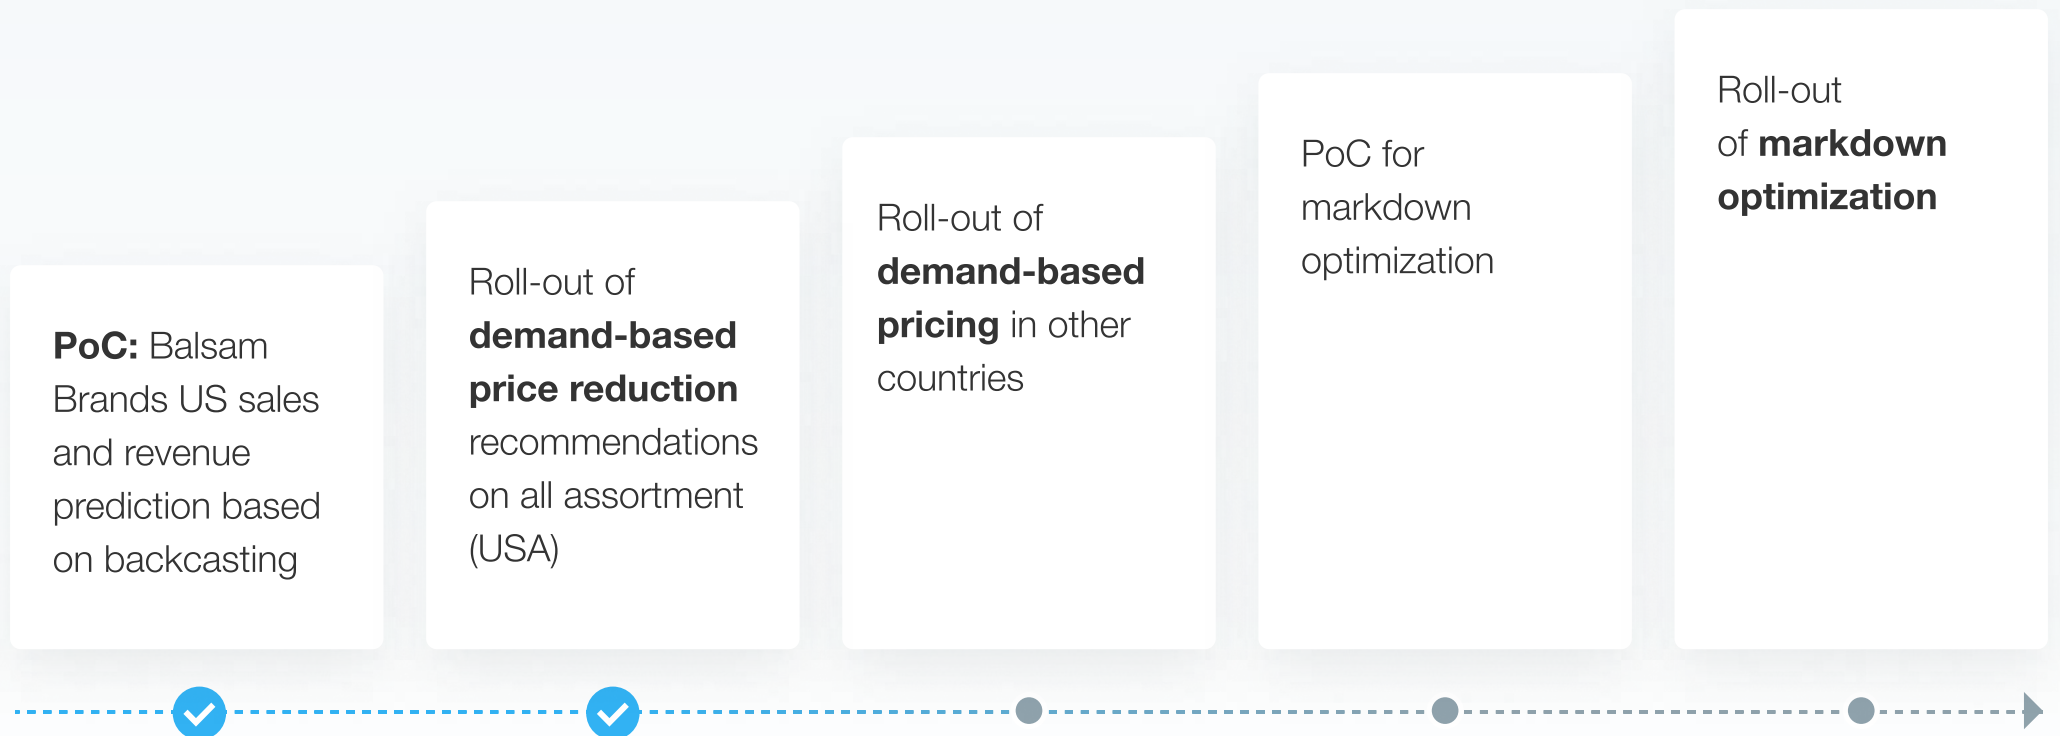 PoC: Balsam
Brands US sales
and revenue
prediction based
on backcasting
Roll-out of
demand-based
price reduction
recommendations
on all assortment
(USA)
Roll-out of
demand-based
pricing in other
countries
PoC for
markdown
optimization
Roll-out
of markdown
optimization